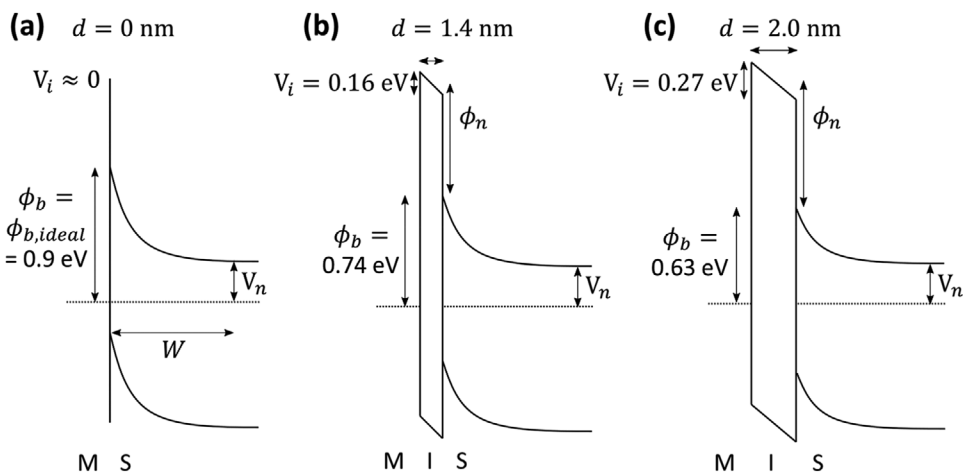 (a) d = 0 nm
V_i ≈ 0
ϕ_b =
ϕ_{b,ideal}
= 0.9 eV
V_n
W
M S
(b) d = 1.4 nm
V_i = 0.16 eV
ϕ_n
ϕ_b =
0.74 eV
V_n
M I S
(c) d = 2.0 nm
V_i = 0.27 eV
ϕ_n
ϕ_b =
0.63 eV
V_n
M I S